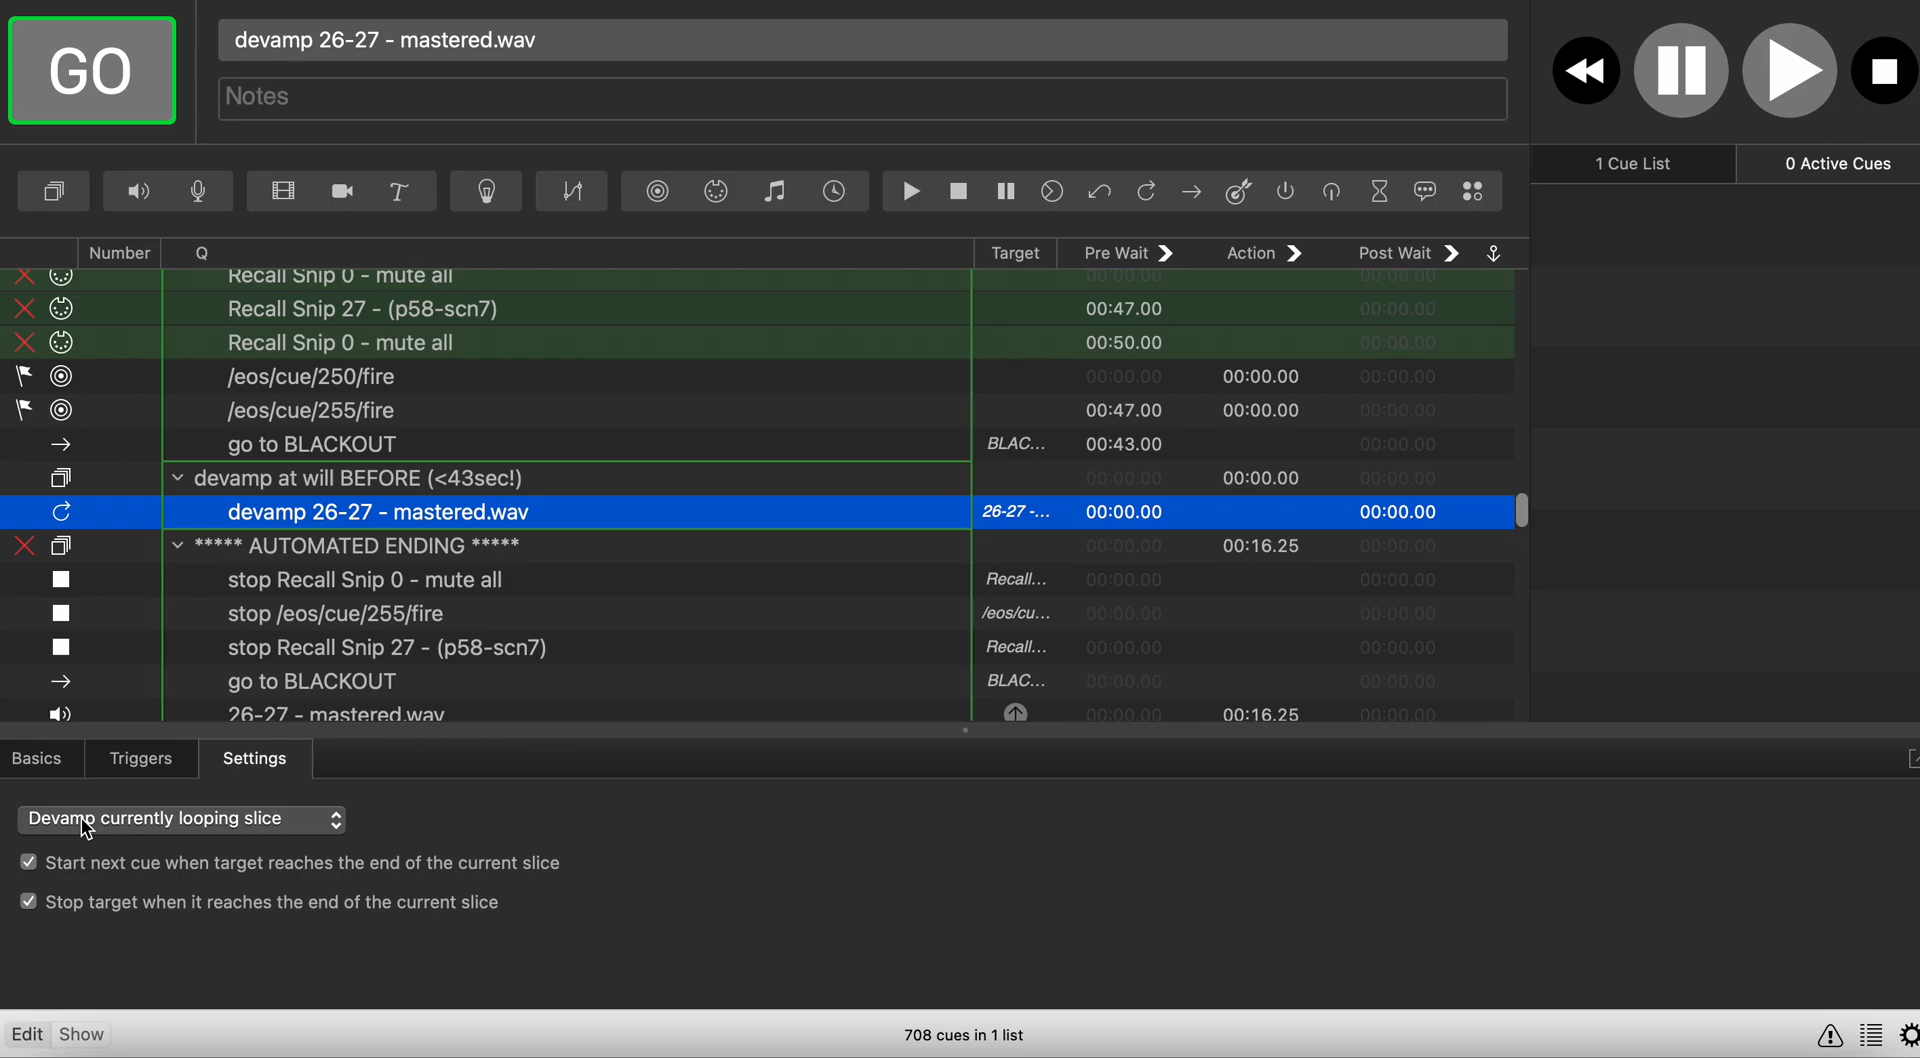 GO
devamp 26-27 - mastered.wav
Notes
1 Cue List 0 Active Cues
Number Q Target Pre Wait Action Post Wait
Recall Snip 0 - mute all 00:00.00 00:00.00
Recall Snip 27 - (p58-scn7) 00:47.00 00:00.00
Recall Snip 0 - mute all 00:50.00 00:00.00
/eos/cue/250/fire 00:00.00 00:00.00 00:00.00
/eos/cue/255/fire 00:47.00 00:00.00 00:00.00
go to BLACKOUT BLAC... 00:43.00 00:00.00
devamp at will BEFORE (<43sec!) 00:00.00 00:00.00 00:00.00
devamp 26-27 - mastered.wav 26-27 -... 00:00.00 00:00.00
***** AUTOMATED ENDING ***** 00:00.00 00:16.25 00:00.00
stop Recall Snip 0 - mute all Recall... 00:00.00 00:00.00
stop /eos/cue/255/fire /eos/cu... 00:00.00 00:00.00
stop Recall Snip 27 - (p58-scn7) Recall... 00:00.00 00:00.00
go to BLACKOUT BLAC... 00:00.00 00:00.00
26-27 - mastered.wav 00:00.00 00:16.25 00:00.00
Basics Triggers Settings
Devamp currently looping slice
Start next cue when target reaches the end of the current slice
Stop target when it reaches the end of the current slice
Edit Show 708 cues in 1 list